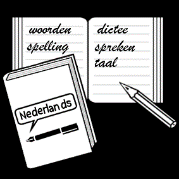 woorden
spelling
dictee
spreken
taal
Nederlands